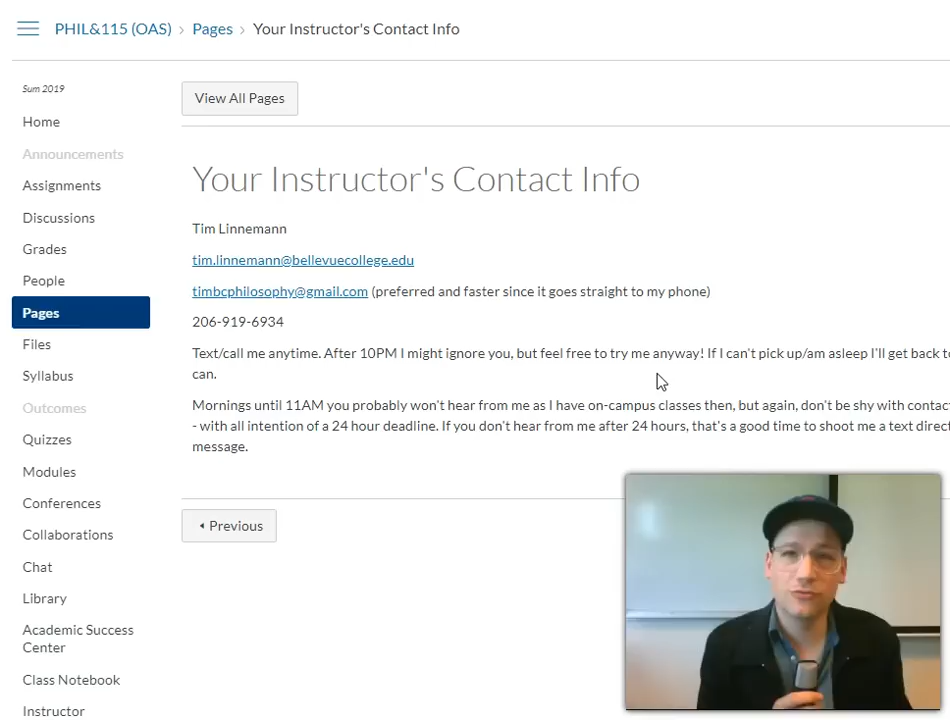 PHIL&115 (OAS) › Pages › Your Instructor's Contact Info
Sum 2019
Home
Announcements
Assignments
Discussions
Grades
People
Pages
Files
Syllabus
Outcomes
Quizzes
Modules
Conferences
Collaborations
Chat
Library
Academic Success
Center
Class Notebook
Instructor
View All Pages
Your Instructor's Contact Info
Tim Linnemann
tim.linnemann@bellevuecollege.edu
timbcphilosophy@gmail.com (preferred and faster since it goes straight to my phone)
206-919-6934
Text/call me anytime. After 10PM I might ignore you, but feel free to try me anyway! If I can't pick up/am asleep I'll get back to
can.
Mornings until 11AM you probably won't hear from me as I have on-campus classes then, but again, don't be shy with contac
- with all intention of a 24 hour deadline. If you don't hear from me after 24 hours, that's a good time to shoot me a text direct
message.
Previous